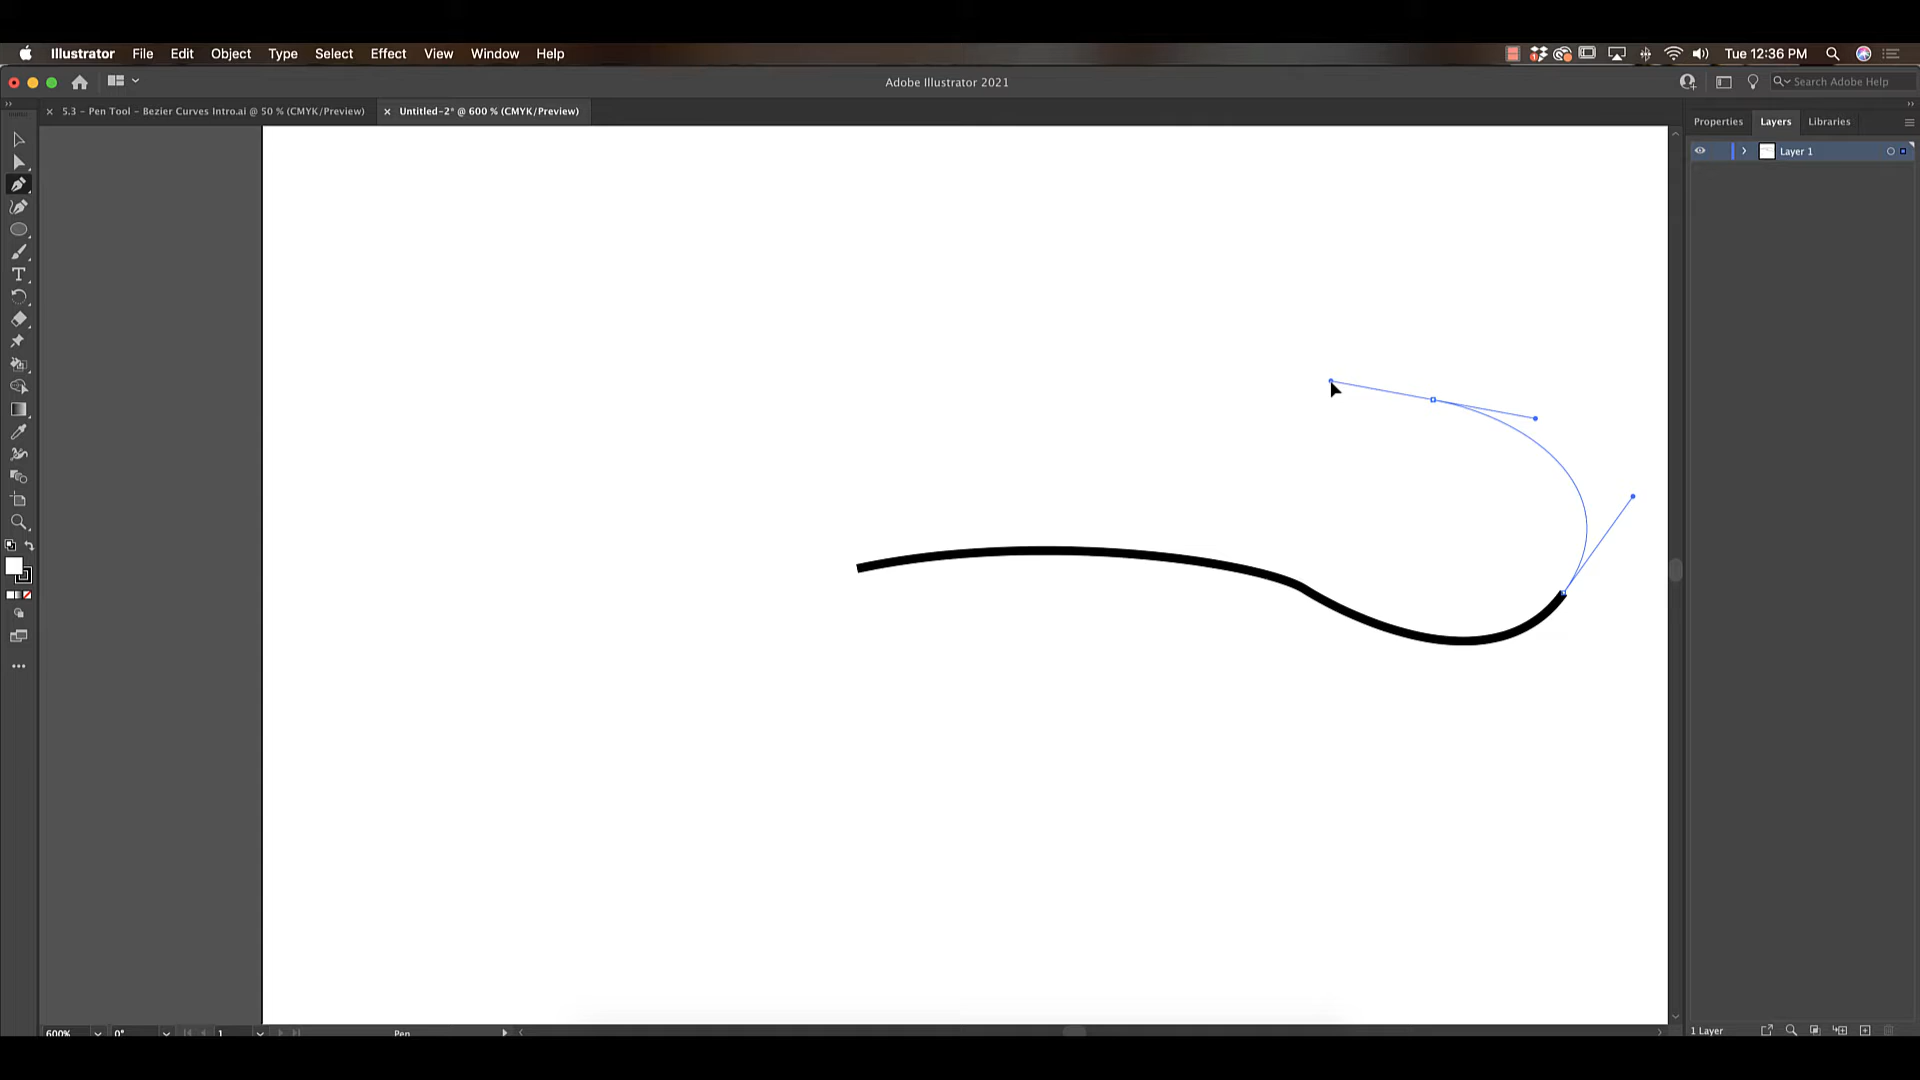 Illustrator File Edit Object Type Select Effect View Window Help Tue 12:36 PM
Adobe Illustrator 2021 Search Adobe Help
5.3 – Pen Tool – Bezier Curves Intro.ai @ 50 % (CMYK/Preview) Untitled-2* @ 600 % (CMYK/Preview)
Properties Layers Libraries
Layer 1
600% 0° 1 Pen 1 Layer